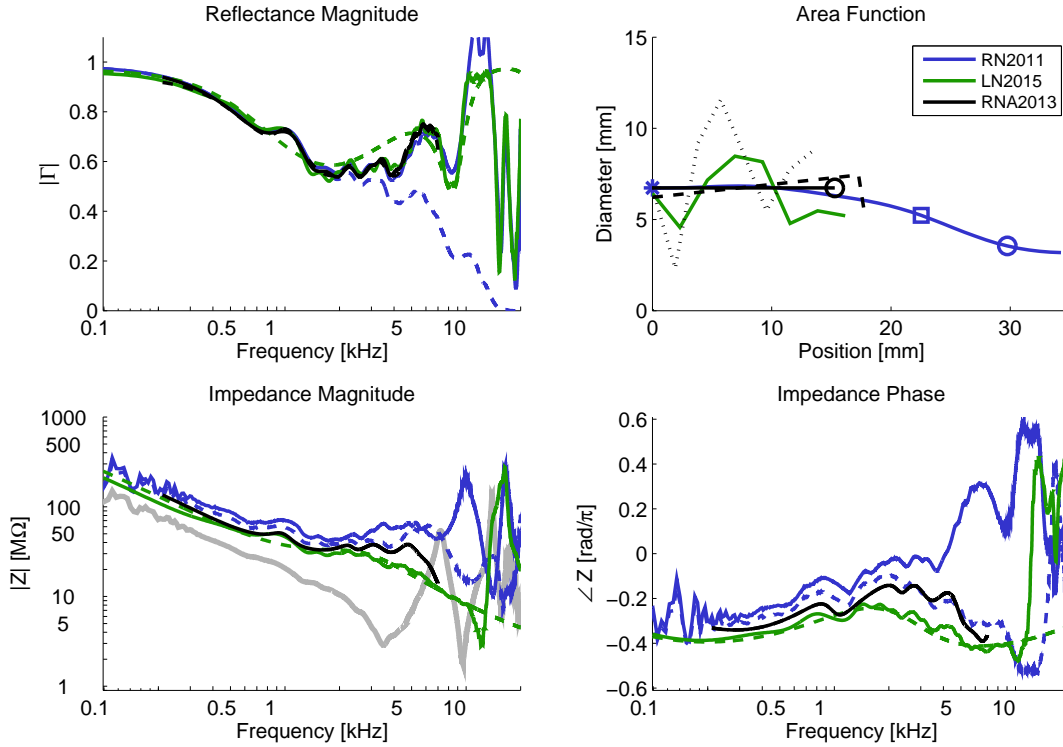 Reflectance Magnitude
|Γ|
1
0.8
0.6
0.4
0.2
0
0.1
0.5
1
5
10
Frequency [kHz]
Area Function
Diameter [mm]
15
10
5
0
0
10
20
30
Position [mm]
RN2011
LN2015
RNA2013
Impedance Magnitude
|Z| [MΩ]
1000
500
100
50
10
5
1
0.1
0.5
1
5
10
Frequency [kHz]
Impedance Phase
∠ Z [rad/π]
0.6
0.4
0.2
0
−0.2
−0.4
−0.6
0.1
0.5
1
5
10
Frequency [kHz]